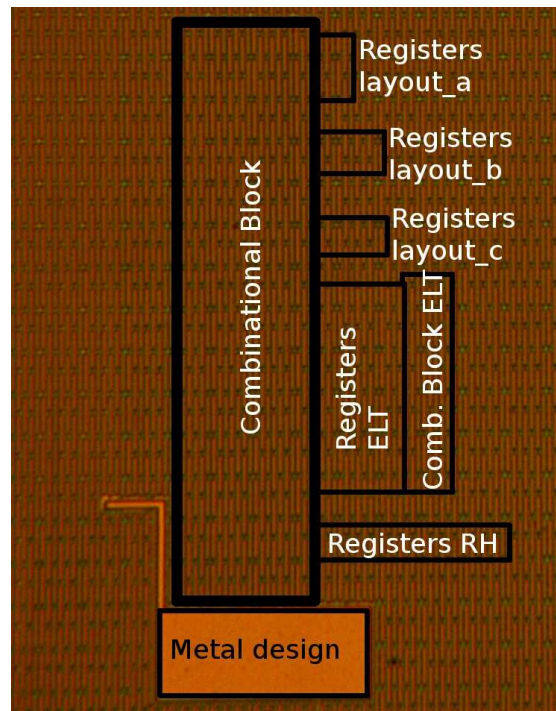 Registers
layout_a
Registers
layout_b
Combinational Block
Registers
layout_c
Registers
ELT
Comb. Block ELT
Registers RH
Metal design